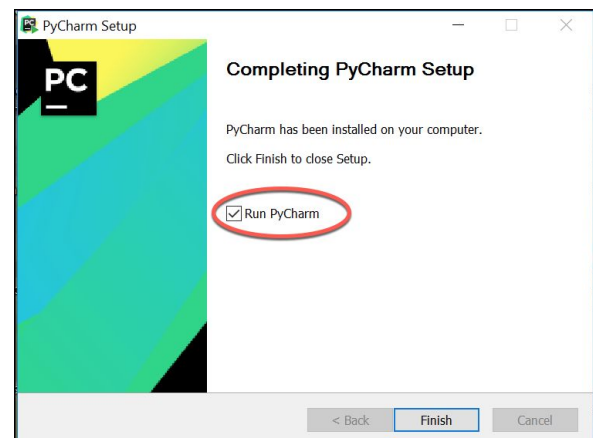 PyCharm Setup
PC
Completing PyCharm Setup
PyCharm has been installed on your computer.
Click Finish to close Setup.
Run PyCharm
< Back Finish Cancel